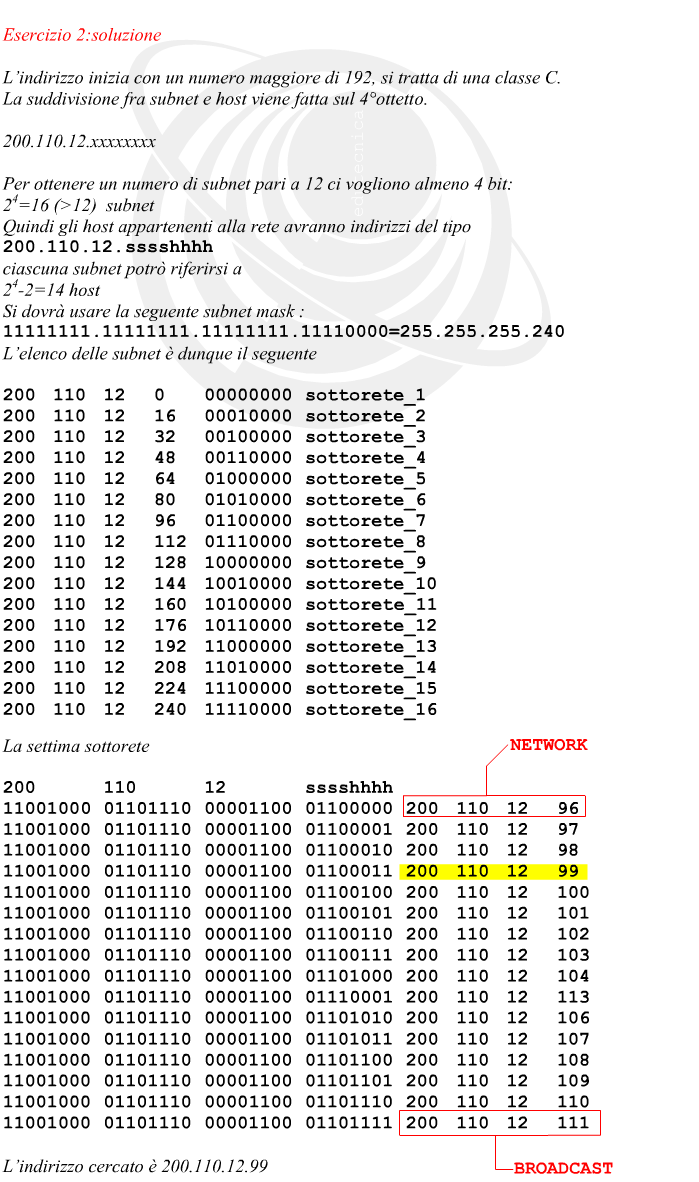 Esercizio 2:soluzione
L'indirizzo inizia con un numero maggiore di 192, si tratta di una classe C.
La suddivisione fra subnet e host viene fatta sul 4°ottetto.
200.110.12.xxxxxxxx
Per ottenere un numero di subnet pari a 12 ci vogliono almeno 4 bit:
2⁴=16 (>12) subnet
Quindi gli host appartenenti alla rete avranno indirizzi del tipo
200.110.12.sssshhhh
ciascuna subnet potrò riferirsi a
2⁴-2=14 host
Si dovrà usare la seguente subnet mask :
11111111.11111111.11111111.11110000=255.255.255.240
L'elenco delle subnet è dunque il seguente
200 110 12 0 00000000 sottorete_1
200 110 12 16 00010000 sottorete_2
200 110 12 32 00100000 sottorete_3
200 110 12 48 00110000 sottorete_4
200 110 12 64 01000000 sottorete_5
200 110 12 80 01010000 sottorete_6
200 110 12 96 01100000 sottorete_7
200 110 12 112 01110000 sottorete_8
200 110 12 128 10000000 sottorete_9
200 110 12 144 10010000 sottorete_10
200 110 12 160 10100000 sottorete_11
200 110 12 176 10110000 sottorete_12
200 110 12 192 11000000 sottorete_13
200 110 12 208 11010000 sottorete_14
200 110 12 224 11100000 sottorete_15
200 110 12 240 11110000 sottorete_16
La settima sottorete
NETWORK
200 110 12 sssshhhh
11001000 01101110 00001100 01100000 200 110 12 96
11001000 01101110 00001100 01100001 200 110 12 97
11001000 01101110 00001100 01100010 200 110 12 98
11001000 01101110 00001100 01100011 200 110 12 99
11001000 01101110 00001100 01100100 200 110 12 100
11001000 01101110 00001100 01100101 200 110 12 101
11001000 01101110 00001100 01100110 200 110 12 102
11001000 01101110 00001100 01100111 200 110 12 103
11001000 01101110 00001100 01101000 200 110 12 104
11001000 01101110 00001100 01110001 200 110 12 113
11001000 01101110 00001100 01101010 200 110 12 106
11001000 01101110 00001100 01101011 200 110 12 107
11001000 01101110 00001100 01101100 200 110 12 108
11001000 01101110 00001100 01101101 200 110 12 109
11001000 01101110 00001100 01101110 200 110 12 110
11001000 01101110 00001100 01101111 200 110 12 111
L'indirizzo cercato è 200.110.12.99
BROADCAST